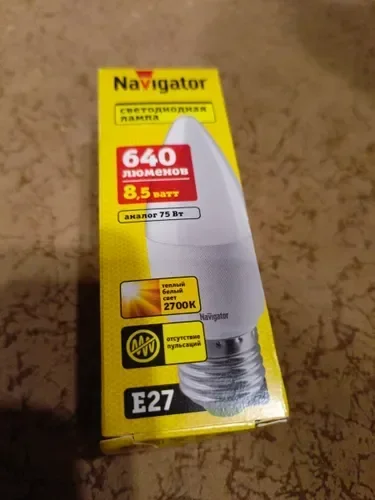 Navigator
светодиодная
лампа
640
люменов
8,5 ватт
аналог 75 Вт
теплый
белый
свет
2700K
Navigator
отсутствие
пульсаций
E27